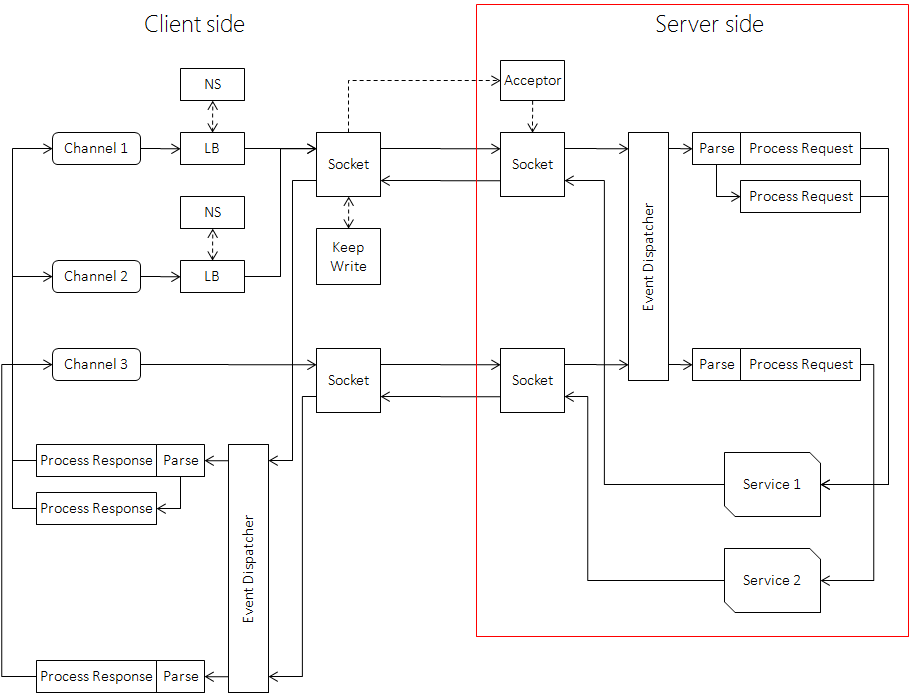 Client side
Server side
NS
Acceptor
Channel 1
LB
Socket
Socket
Parse
Process Request
Process Request
NS
Keep
Write
Event Dispatcher
Channel 2
LB
Channel 3
Socket
Socket
Parse
Process Request
Process Response
Parse
Service 1
Process Response
Event Dispatcher
Service 2
Process Response
Parse